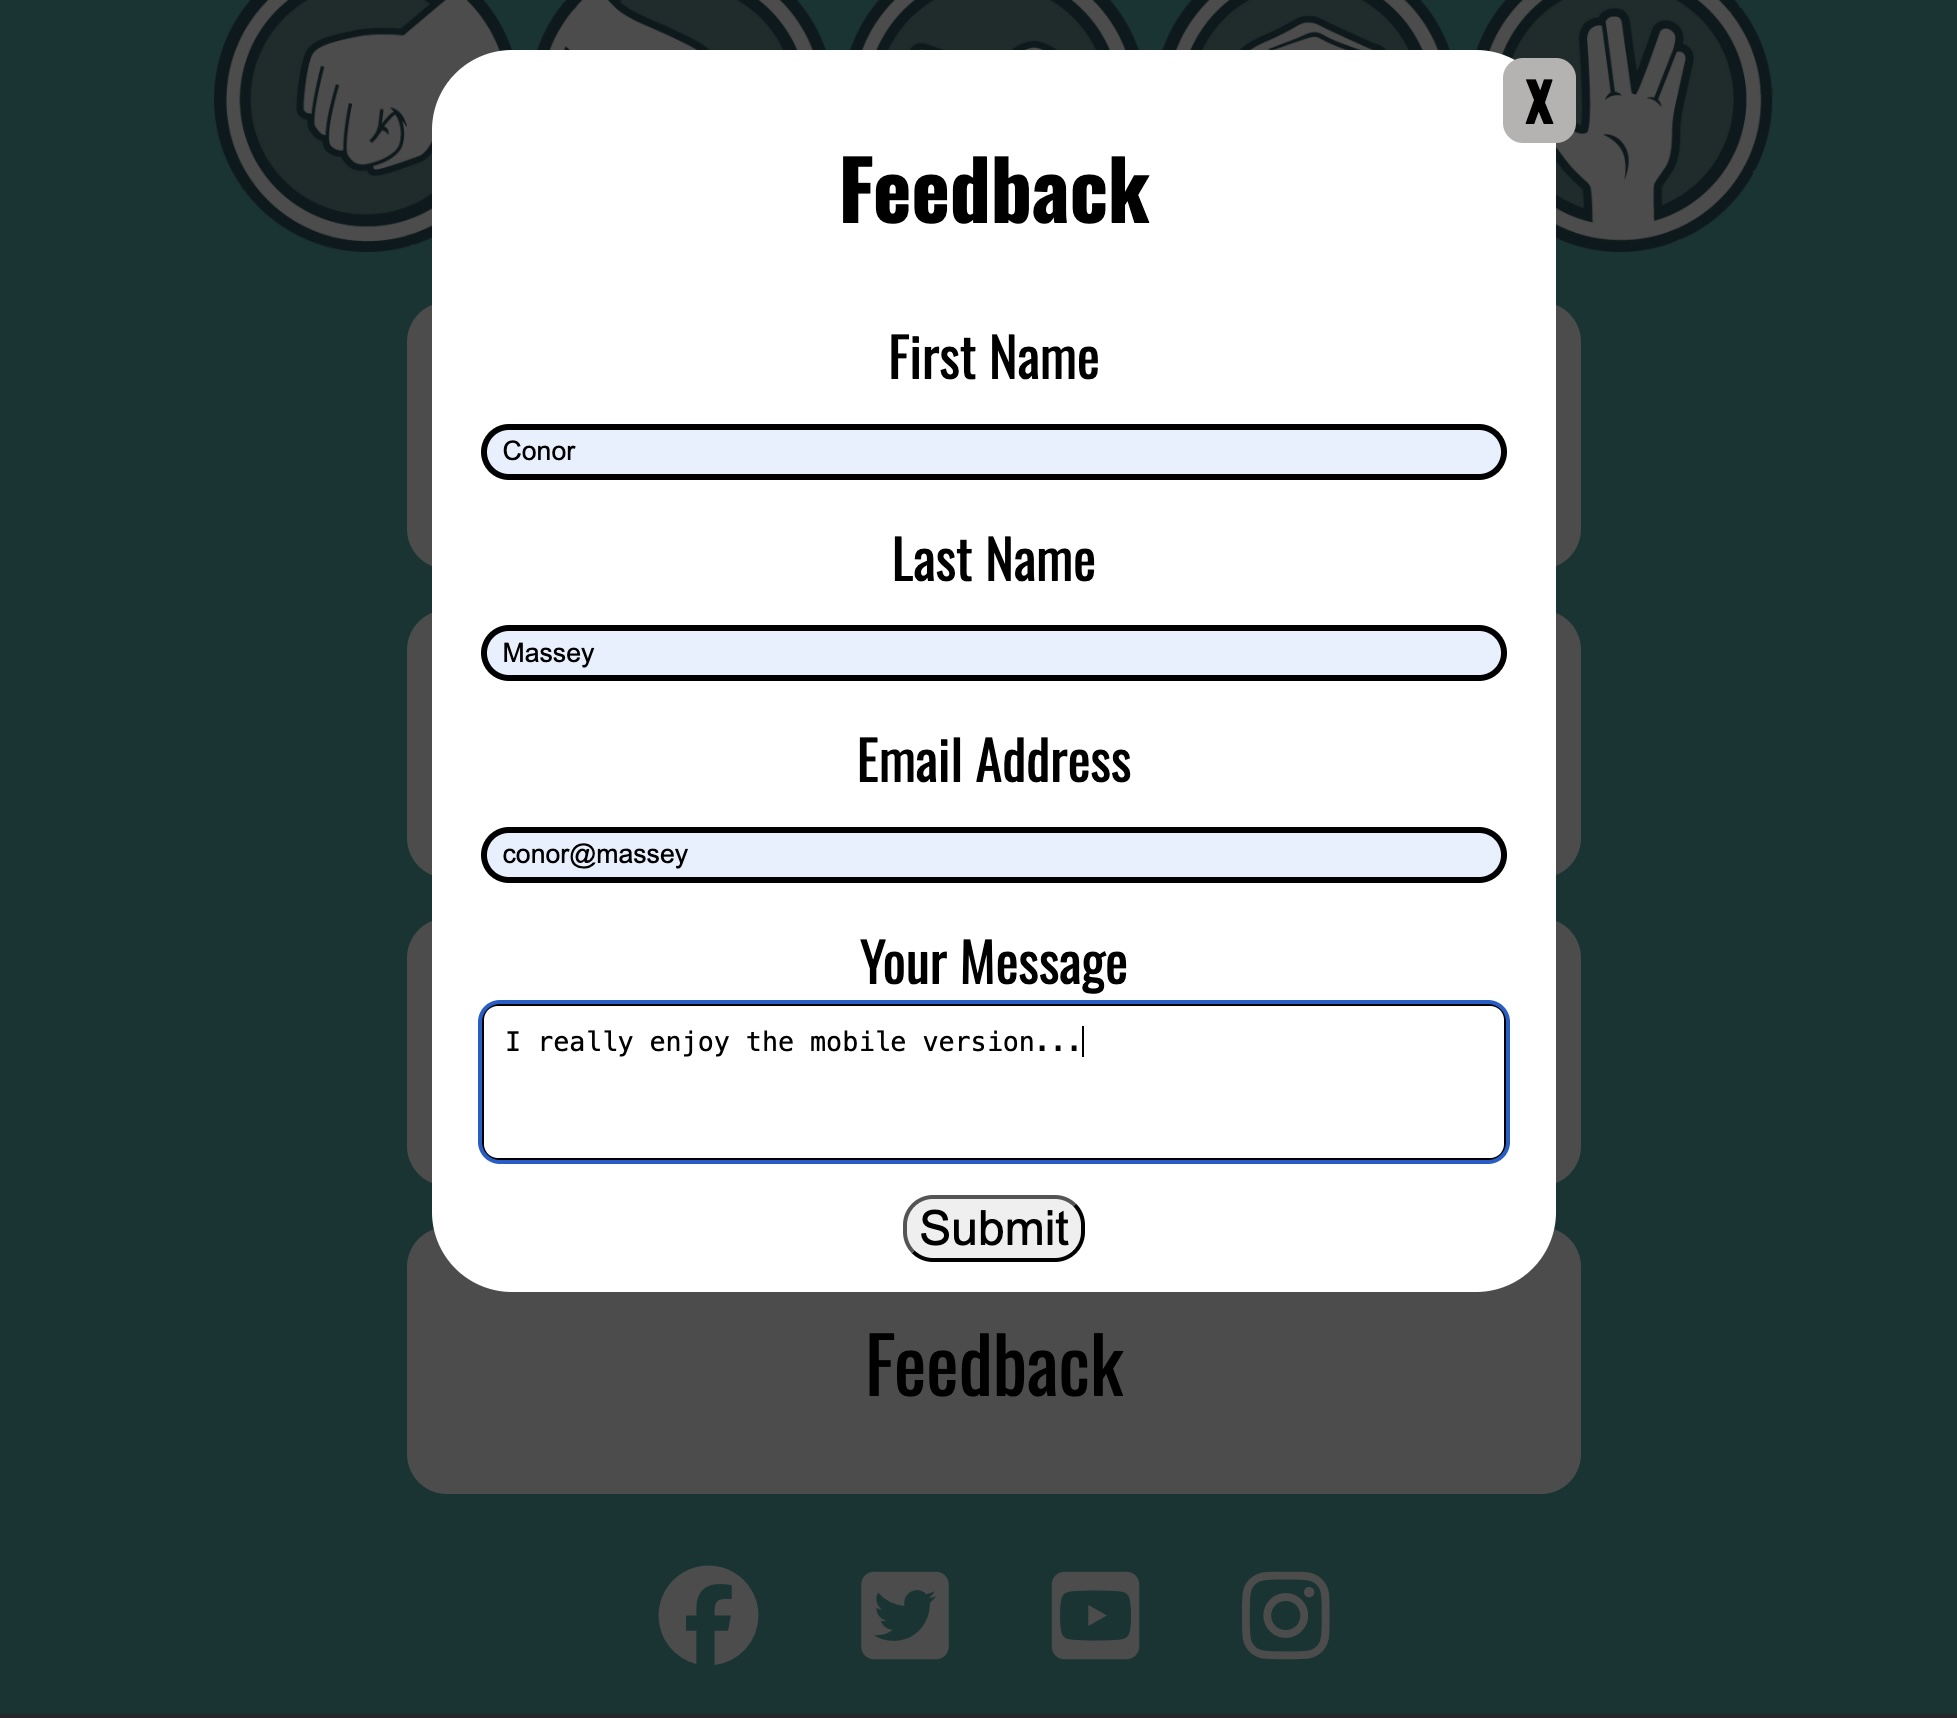 X
Feedback
First Name
Conor
Last Name
Massey
Email Address
conor@massey
Your Message
I really enjoy the mobile version...
Submit
Feedback